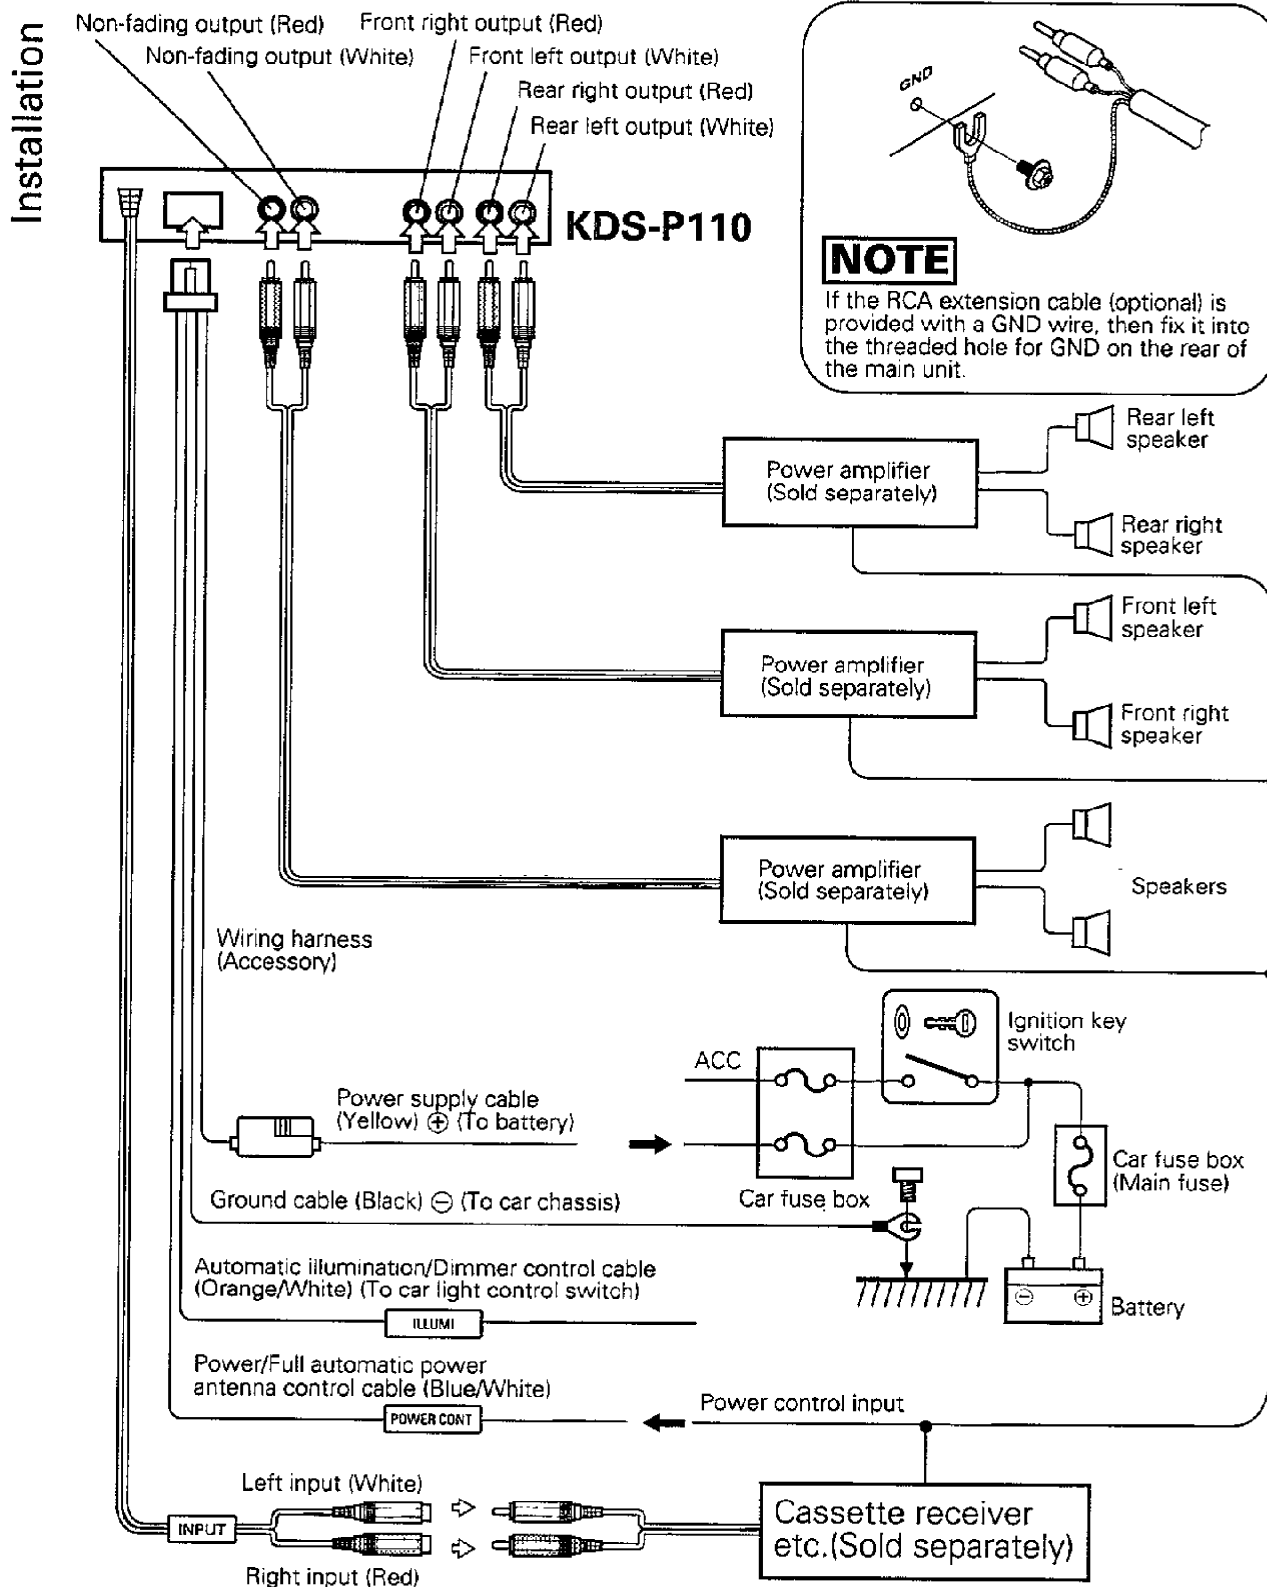 Installation
Non-fading output (Red)
Non-fading output (White)
Front right output (Red)
Front left output (White)
Rear right output (Red)
Rear left output (White)
KDS-P110
GND
NOTE
If the RCA extension cable (optional) is
provided with a GND wire, then fix it into
the threaded hole for GND on the rear of
the main unit.
Power amplifier
(Sold separately)
Rear left
speaker
Rear right
speaker
Power amplifier
(Sold separately)
Front left
speaker
Front right
speaker
Power amplifier
(Sold separately)
Speakers
Wiring harness
(Accessory)
Ignition key
switch
ACC
Power supply cable
(Yellow) ⊕ (To battery)
Car fuse box
Car fuse box
(Main fuse)
Ground cable (Black) ⊖ (To car chassis)
Automatic illumination/Dimmer control cable
(Orange/White) (To car light control switch)
ILLUMI
⊖ ⊕
Battery
Power/Full automatic power
antenna control cable (Blue/White)
POWER CONT
Power control input
Left input (White)
INPUT
Right input (Red)
Cassette receiver
etc.(Sold separately)